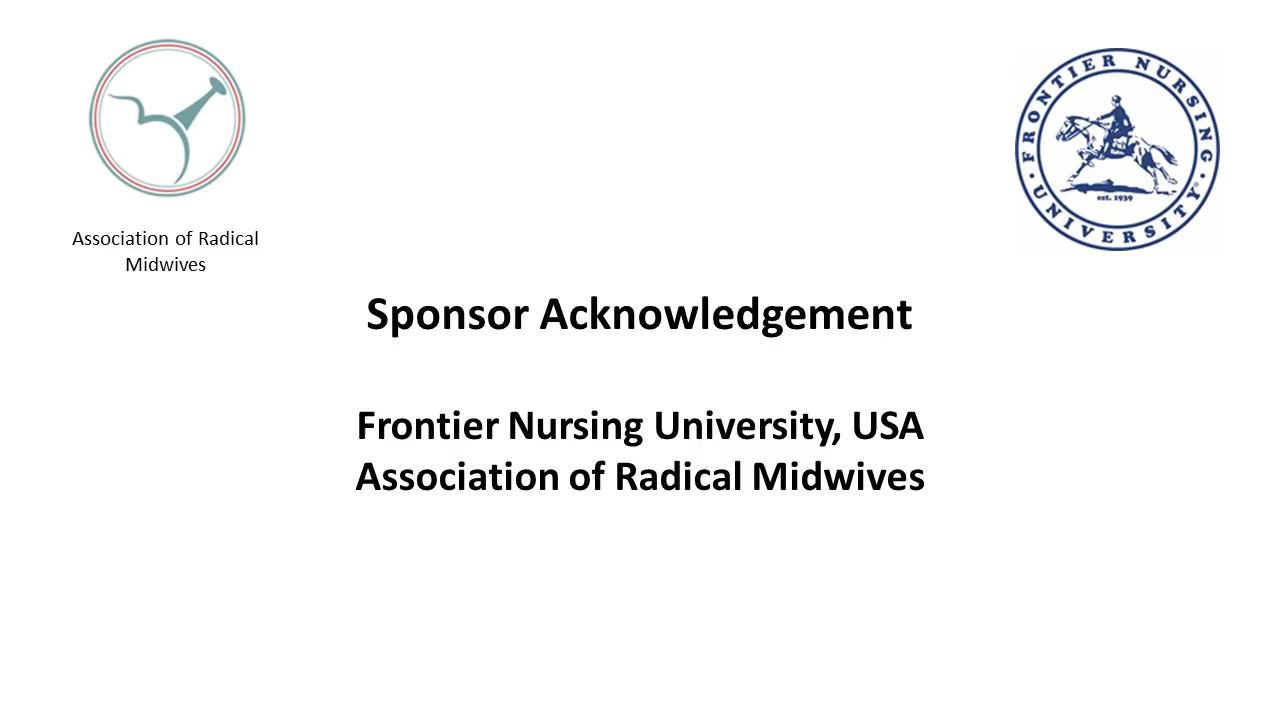 FRONTIER NURSING
· UNIVERSITY ·
est. 1939
Association of Radical
Midwives
Sponsor Acknowledgement
Frontier Nursing University, USA
Association of Radical Midwives